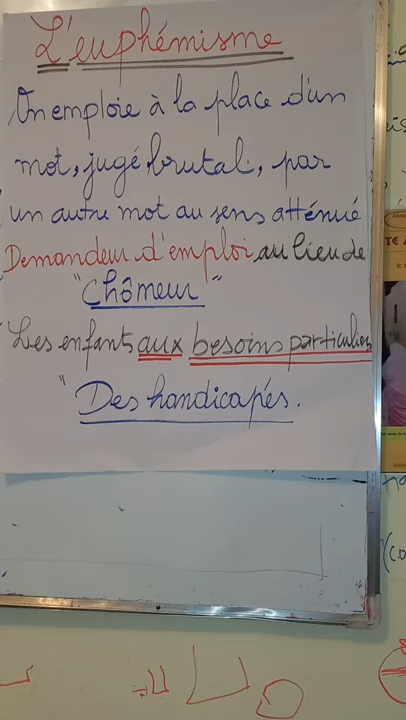 L'euphémisme
On emploie à la place d'un
mot, jugé brutal, par
un autre mot au sens atténué
Demandeur d'emploi au lieu de
"Chômeur"
Les enfants aux besoins particuliers
"Des handicapés.